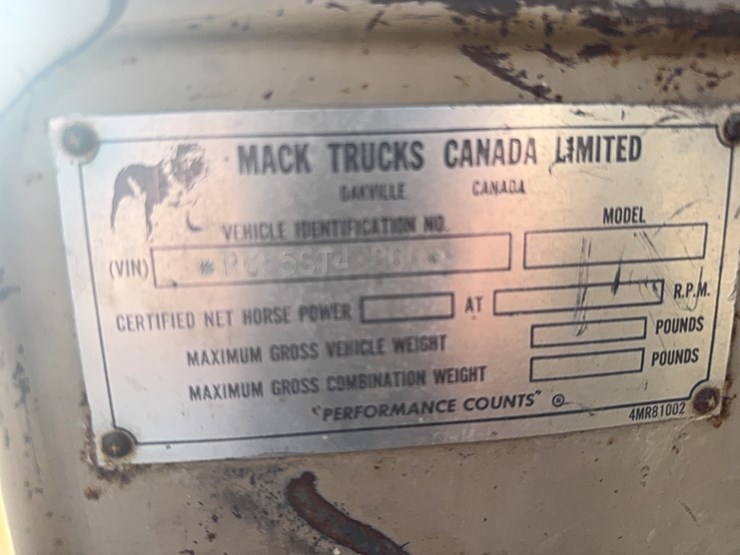 MACK TRUCKS CANADA LIMITED
OAKVILLE CANADA
VEHICLE IDENTIFICATION NO. MODEL
(VIN)
CERTIFIED NET HORSE POWER AT R.P.M.
MAXIMUM GROSS VEHICLE WEIGHT POUNDS
MAXIMUM GROSS COMBINATION WEIGHT POUNDS
"PERFORMANCE COUNTS" ®
4MR81002